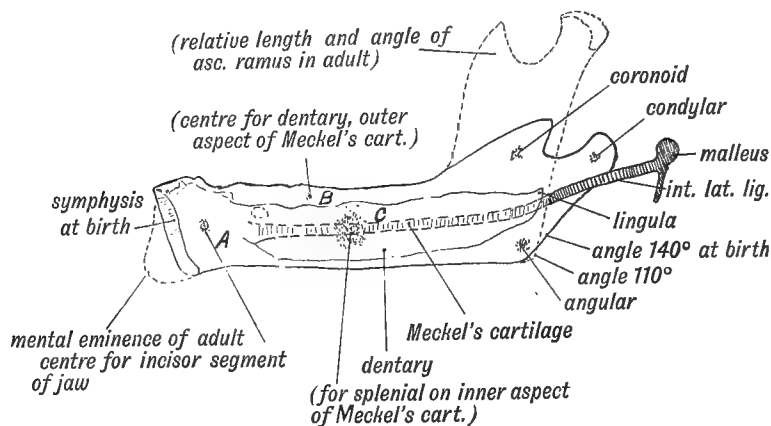 (relative length and angle of
asc. ramus in adult)
coronoid
condylar
(centre for dentary, outer
aspect of Meckel's cart.)
malleus
B
int. lat. lig.
symphysis
at birth
C
lingula
A
angle 140° at birth
angle 110°
angular
Meckel's cartilage
mental eminence of adult
centre for incisor segment
of jaw
dentary
(for splenial on inner aspect
of Meckel's cart.)